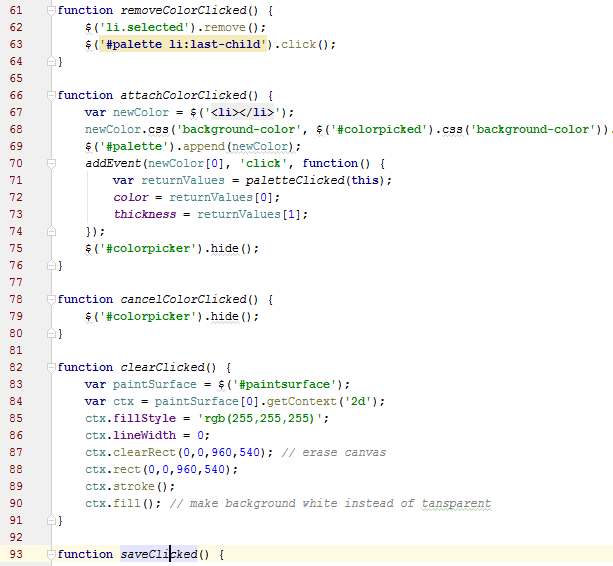 61 function removeColorClicked() {
62 $('li.selected').remove();
63 $('#palette li:last-child').click();
64 }
65
66 function attachColorClicked() {
67 var newColor = $('<li></li>');
68 newColor.css('background-color', $('#colorpicked').css('background-color')).
69 $('#palette').append(newColor);
70 addEvent(newColor[0], 'click', function() {
71 var returnValues = paletteClicked(this);
72 color = returnValues[0];
73 thickness = returnValues[1];
74 });
75 $('#colorpicker').hide();
76 }
77
78 function cancelColorClicked() {
79 $('#colorpicker').hide();
80 }
81
82 function clearClicked() {
83 var paintSurface = $('#paintsurface');
84 var ctx = paintSurface[0].getContext('2d');
85 ctx.fillStyle = 'rgb(255,255,255)';
86 ctx.lineWidth = 0;
87 ctx.clearRect(0,0,960,540); // erase canvas
88 ctx.rect(0,0,960,540);
89 ctx.stroke();
90 ctx.fill(); // make background white instead of tansparent
91 }
92
93 function saveClicked() {